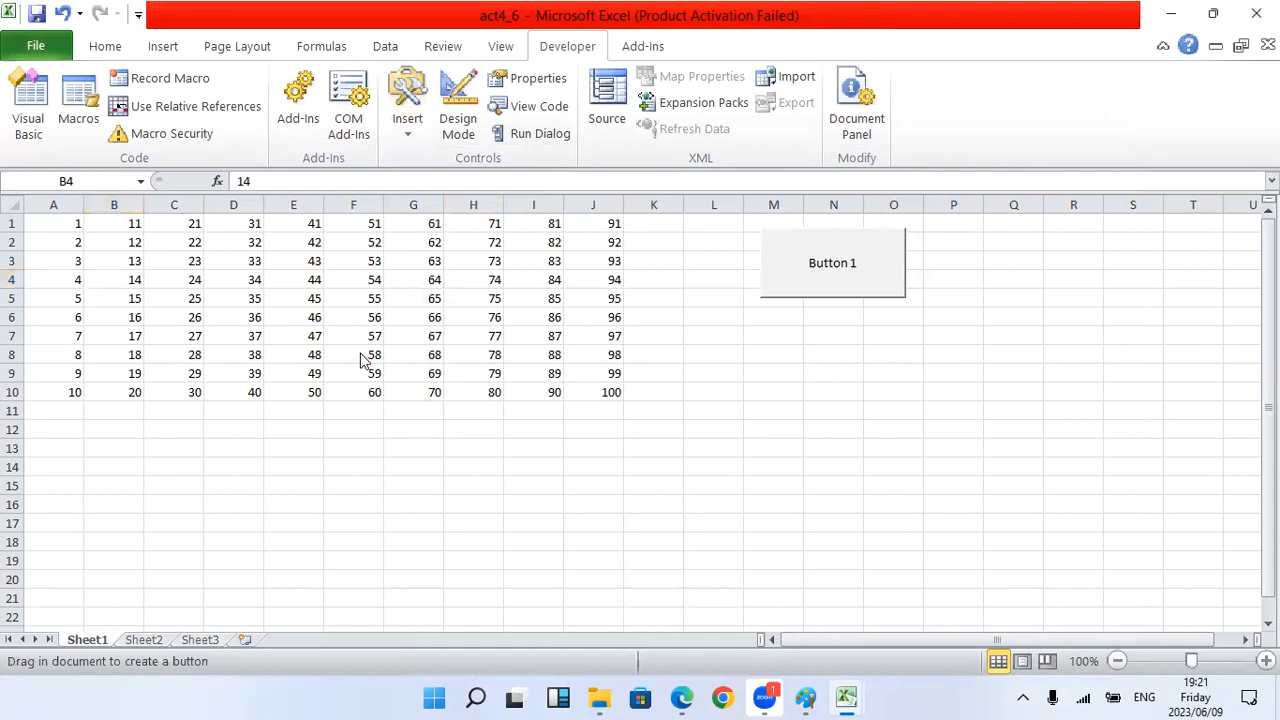 act4_6 - Microsoft Excel (Product Activation Failed)
File Home Insert Page Layout Formulas Data Review View Developer Add-Ins
Visual Basic
Macros
Record Macro
Use Relative References
Macro Security
Code
Add-Ins
COM Add-Ins
Add-Ins
Insert
Design Mode
Properties
View Code
Run Dialog
Controls
Source
Map Properties
Expansion Packs
Refresh Data
Import
Export
XML
Document Panel
Modify
B4 fx 14
A B C D E F G H I J K L M N O P Q R S T U
1 1 11 21 31 41 51 61 71 81 91
2 2 12 22 32 42 52 62 72 82 92
3 3 13 23 33 43 53 63 73 83 93
4 4 14 24 34 44 54 64 74 84 94
5 5 15 25 35 45 55 65 75 85 95
6 6 16 26 36 46 56 66 76 86 96
7 7 17 27 37 47 57 67 77 87 97
8 8 18 28 38 48 58 68 78 88 98
9 9 19 29 39 49 59 69 79 89 99
10 10 20 30 40 50 60 70 80 90 100
Button 1
11
12
13
14
15
16
17
18
19
20
21
22
Sheet1 Sheet2 Sheet3
Drag in document to create a button
100%
zoom 1
ENG
19:21
Friday
2023/06/09